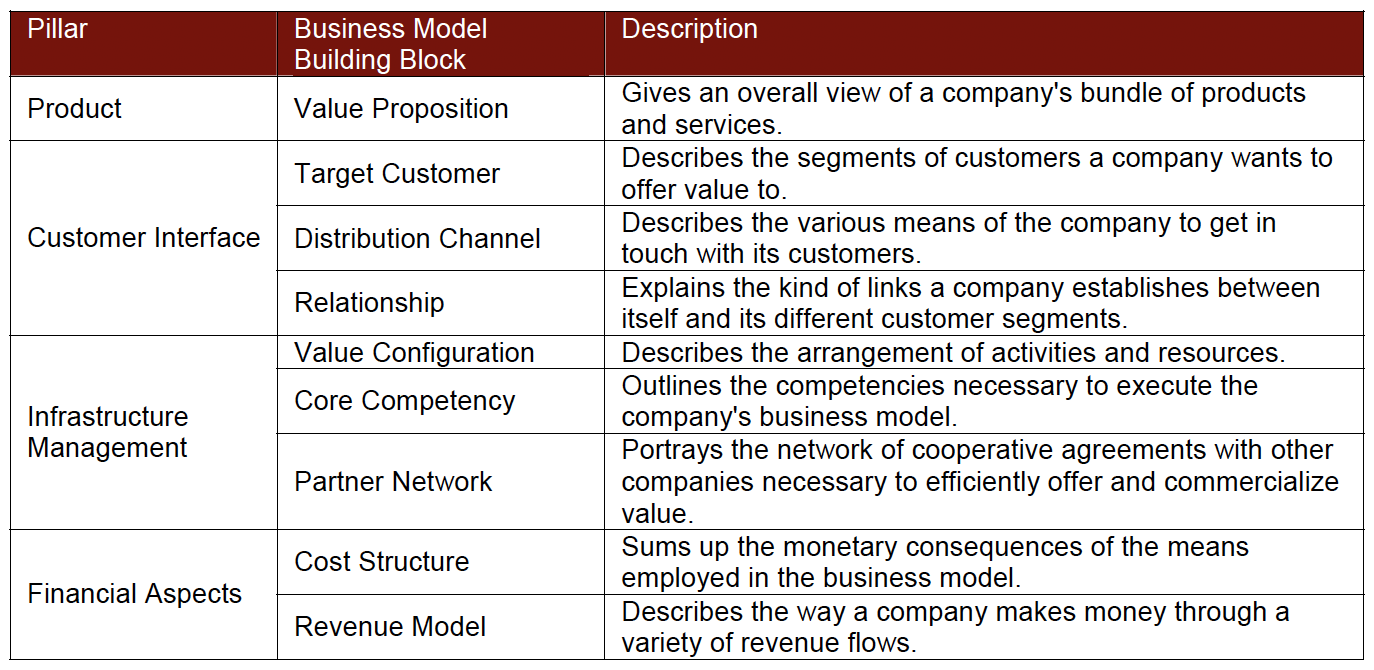 Pillar
Business Model
Building Block
Description
Product
Value Proposition
Gives an overall view of a company's bundle of products
and services.
Customer Interface
Target Customer
Describes the segments of customers a company wants to
offer value to.
Distribution Channel
Describes the various means of the company to get in
touch with its customers.
Relationship
Explains the kind of links a company establishes between
itself and its different customer segments.
Infrastructure
Management
Value Configuration
Describes the arrangement of activities and resources.
Core Competency
Outlines the competencies necessary to execute the
company's business model.
Partner Network
Portrays the network of cooperative agreements with other
companies necessary to efficiently offer and commercialize
value.
Financial Aspects
Cost Structure
Sums up the monetary consequences of the means
employed in the business model.
Revenue Model
Describes the way a company makes money through a
variety of revenue flows.